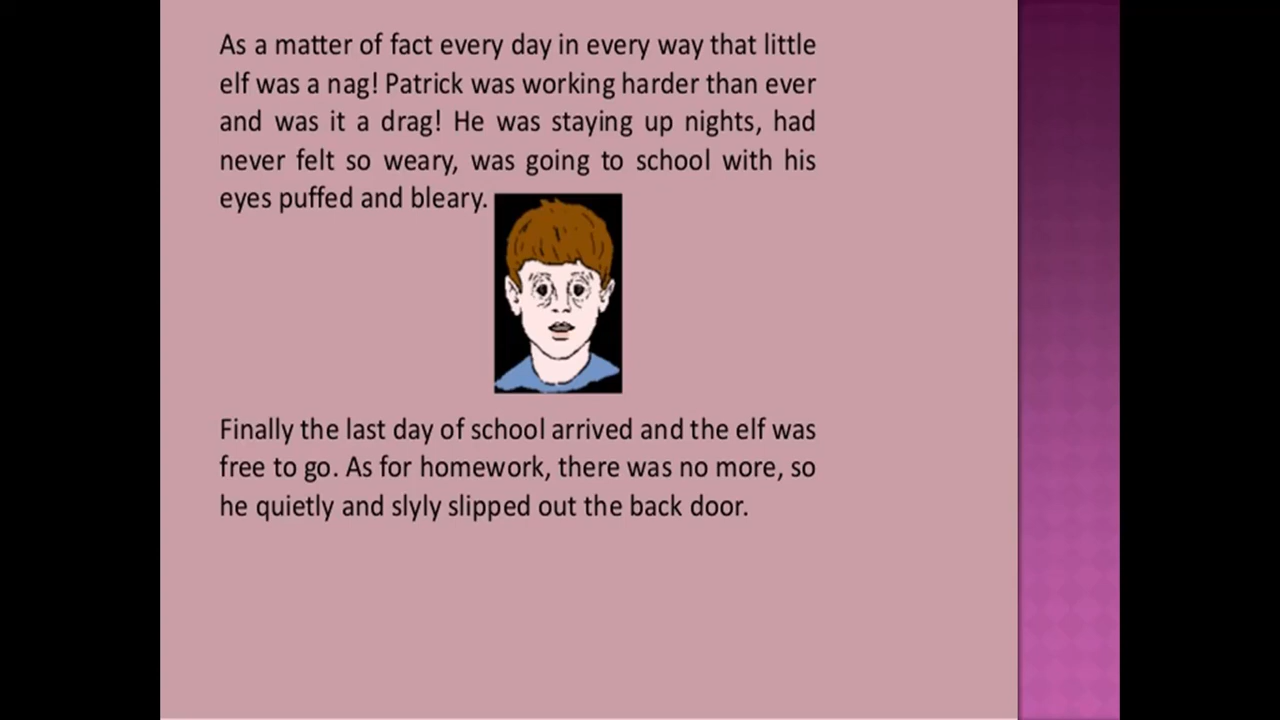 As a matter of fact every day in every way that little
elf was a nag! Patrick was working harder than ever
and was it a drag! He was staying up nights, had
never felt so weary, was going to school with his
eyes puffed and bleary.
Finally the last day of school arrived and the elf was
free to go. As for homework, there was no more, so
he quietly and slyly slipped out the back door.